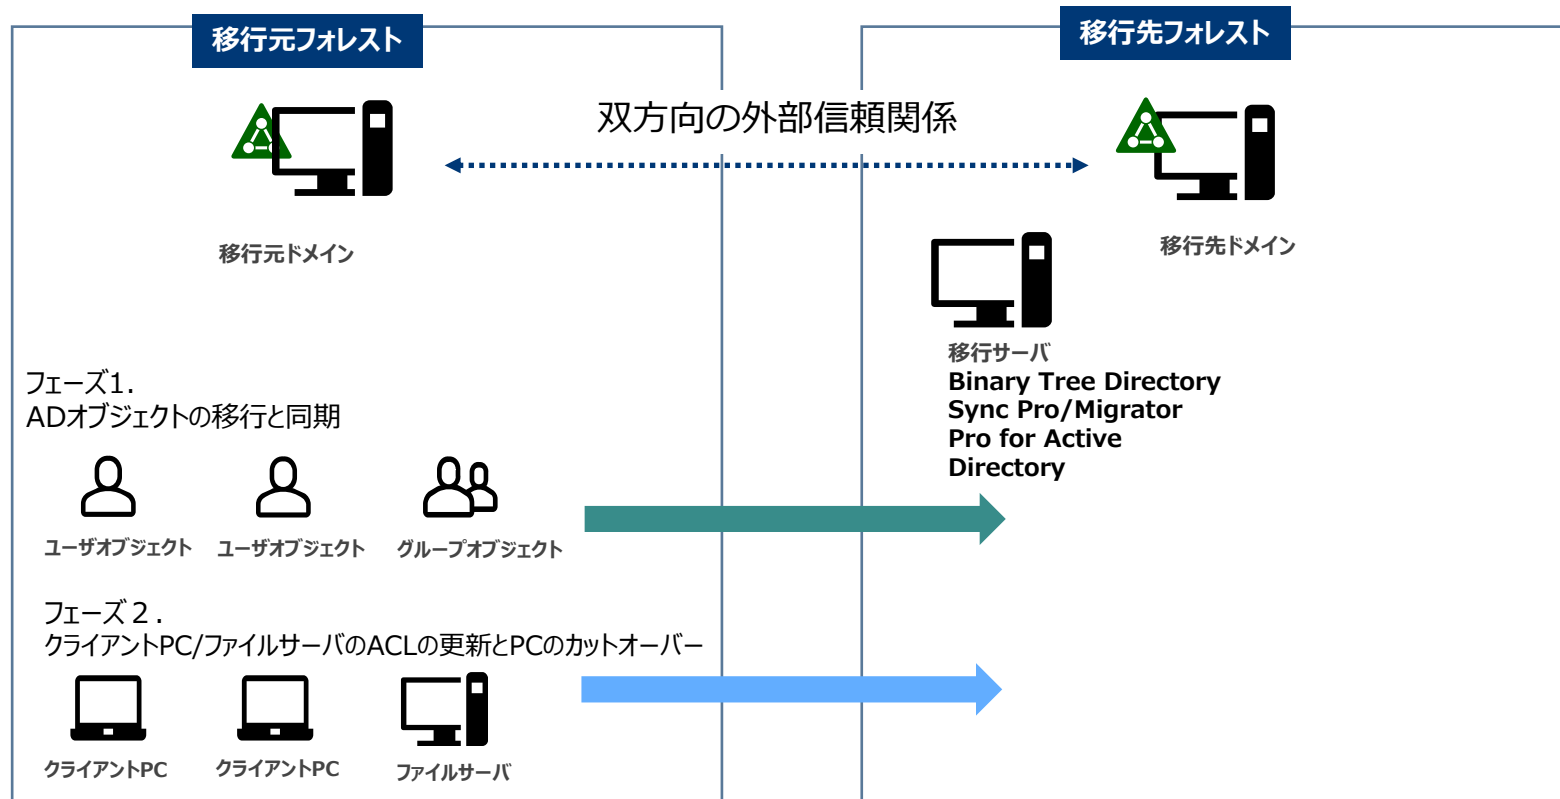 移行元フォレスト
移行先フォレスト
双方向の外部信頼関係
移行元ドメイン
移行先ドメイン
移行サーバ
Binary Tree Directory
Sync Pro/Migrator
Pro for Active
Directory
フェーズ1.
ADオブジェクトの移行と同期
ユーザオブジェクト
ユーザオブジェクト
グループオブジェクト
フェーズ２.
クライアントPC/ファイルサーバのACLの更新とPCのカットオーバー
クライアントPC
クライアントPC
ファイルサーバ